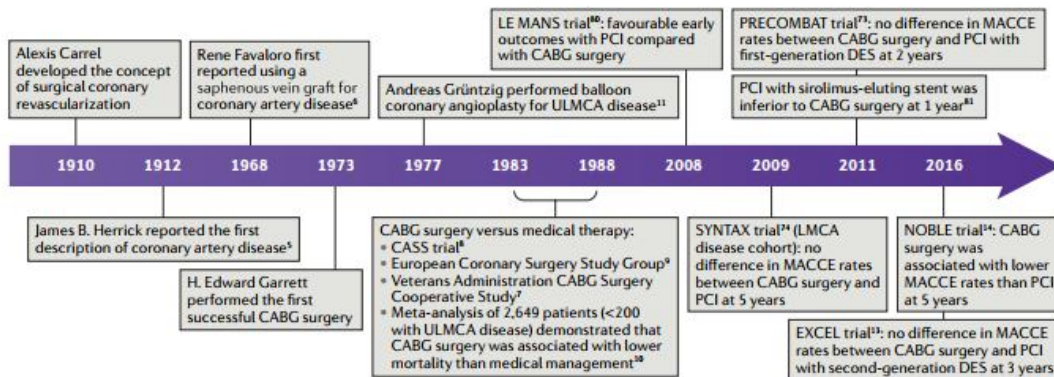 Alexis Carrel
developed the concept
of surgical coronary
revascularization
Rene Favaloro first
reported using a
saphenous vein graft for
coronary artery disease⁶
Andreas Grüntzig performed balloon
coronary angioplasty for ULMCA disease¹¹
LE MANS trial⁸⁰: favourable early
outcomes with PCI compared
with CABG surgery
PRECOMBAT trial⁷³: no difference in MACCE
rates between CABG surgery and PCI with
first-generation DES at 2 years
PCI with sirolimus-eluting stent was
inferior to CABG surgery at 1 year⁸¹
1910 1912 1968 1973 1977 1983 1988 2008 2009 2011 2016
James B. Herrick reported the first
description of coronary artery disease⁵
H. Edward Garrett
performed the first
successful CABG surgery
CABG surgery versus medical therapy:
• CASS trial⁸
• European Coronary Surgery Study Group⁹
• Veterans Administration CABG Surgery
Cooperative Study⁷
• Meta-analysis of 2,649 patients (<200
with ULMCA disease) demonstrated that
CABG surgery was associated with lower
mortality than medical management¹⁰
SYNTAX trial⁷⁴ (LMCA
disease cohort): no
difference in MACCE rates
between CABG surgery and
PCI at 5 years
NOBLE trial¹⁴: CABG
surgery was
associated with lower
MACCE rates than PCI
at 5 years
EXCEL trial¹³: no difference in MACCE
rates between CABG surgery and PCI
with second-generation DES at 3 years